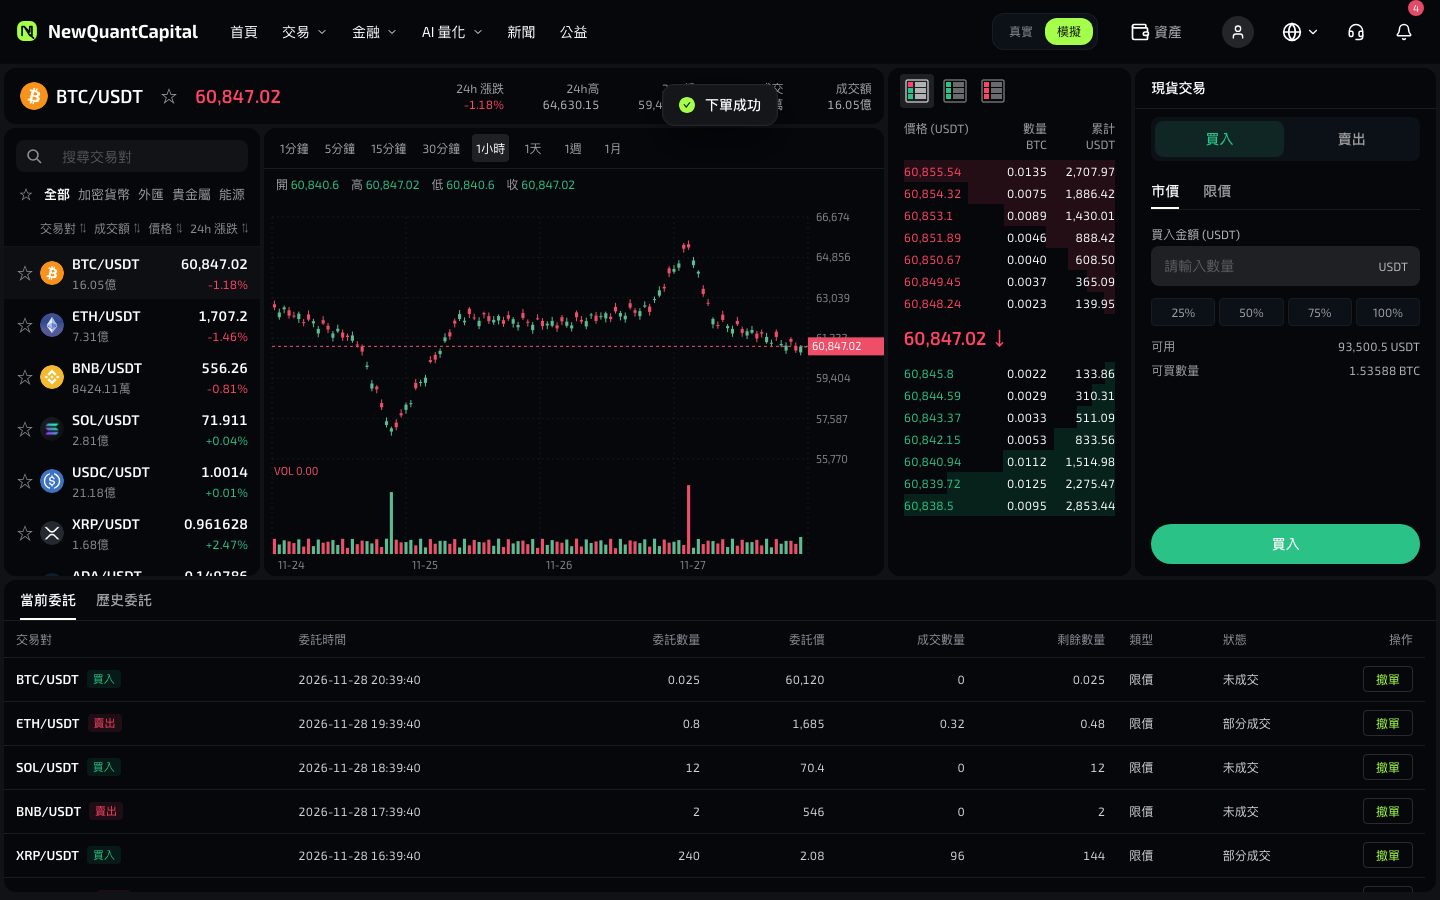 NewQuantCapital 首頁 交易 金融 AI 量化 新聞 公益 真實 模擬 資產 4
BTC/USDT 60,847.02
24h 漲跌 24h高 成交額
-1.18% 64,630.15 16.05億
下單成功
搜尋交易對
全部 加密貨幣 外匯 貴金屬 能源
交易對 成交額 價格 24h 漲跌
BTC/USDT 60,847.02
16.05億 -1.18%
ETH/USDT 1,707.2
7.31億 -1.46%
BNB/USDT 556.26
8424.11萬 -0.81%
SOL/USDT 71.911
2.81億 +0.04%
USDC/USDT 1.0014
21.18億 +0.01%
XRP/USDT 0.961628
1.68億 +2.47%
ADA/USDT 0.149786
1分鐘 5分鐘 15分鐘 30分鐘 1小時 1天 1週 1月
開 60,840.6 高 60,847.02 低 60,840.6 收 60,847.02
66,674
64,856
63,039
60,847.02
59,404
57,587
55,770
VOL 0.00
11-24 11-25 11-26 11-27
價格 (USDT) 數量 累計
BTC USDT
60,855.54 0.0135 2,707.97
60,854.32 0.0075 1,886.42
60,853.1 0.0089 1,430.01
60,851.89 0.0046 888.42
60,850.67 0.0040 608.50
60,849.45 0.0037 365.09
60,848.24 0.0023 139.95
60,847.02 ↓
60,845.8 0.0022 133.86
60,844.59 0.0029 310.31
60,843.37 0.0033 511.09
60,842.15 0.0053 833.56
60,840.94 0.0112 1,514.98
60,839.72 0.0125 2,275.47
60,838.5 0.0095 2,853.44
現貨交易
買入 賣出
市價 限價
買入金額 (USDT)
請輸入數量 USDT
25% 50% 75% 100%
可用 93,500.5 USDT
可買數量 1.53588 BTC
買入
當前委託 歷史委託
交易對 委託時間 委託數量 委託價 成交數量 剩餘數量 類型 狀態 操作
BTC/USDT 買入 2026-11-28 20:39:40 0.025 60,120 0 0.025 限價 未成交 撤單
ETH/USDT 賣出 2026-11-28 19:39:40 0.8 1,685 0.32 0.48 限價 部分成交 撤單
SOL/USDT 買入 2026-11-28 18:39:40 12 70.4 0 12 限價 未成交 撤單
BNB/USDT 賣出 2026-11-28 17:39:40 2 546 0 2 限價 未成交 撤單
XRP/USDT 買入 2026-11-28 16:39:40 240 2.08 96 144 限價 部分成交 撤單